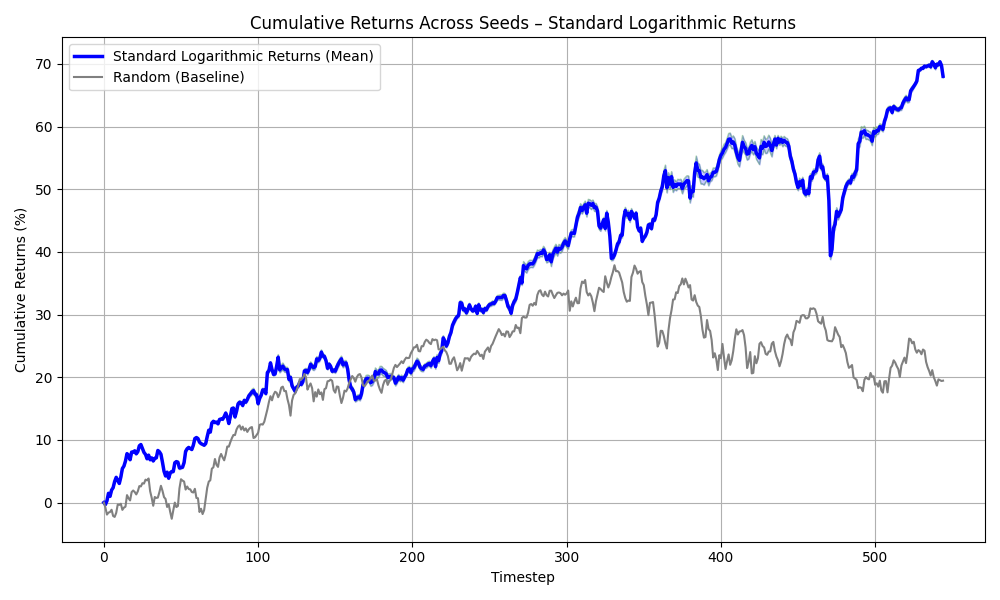 Cumulative Returns Across Seeds – Standard Logarithmic Returns
Standard Logarithmic Returns (Mean)
Random (Baseline)
Cumulative Returns (%)
70
60
50
40
30
20
10
0
0 100 200 300 400 500
Timestep